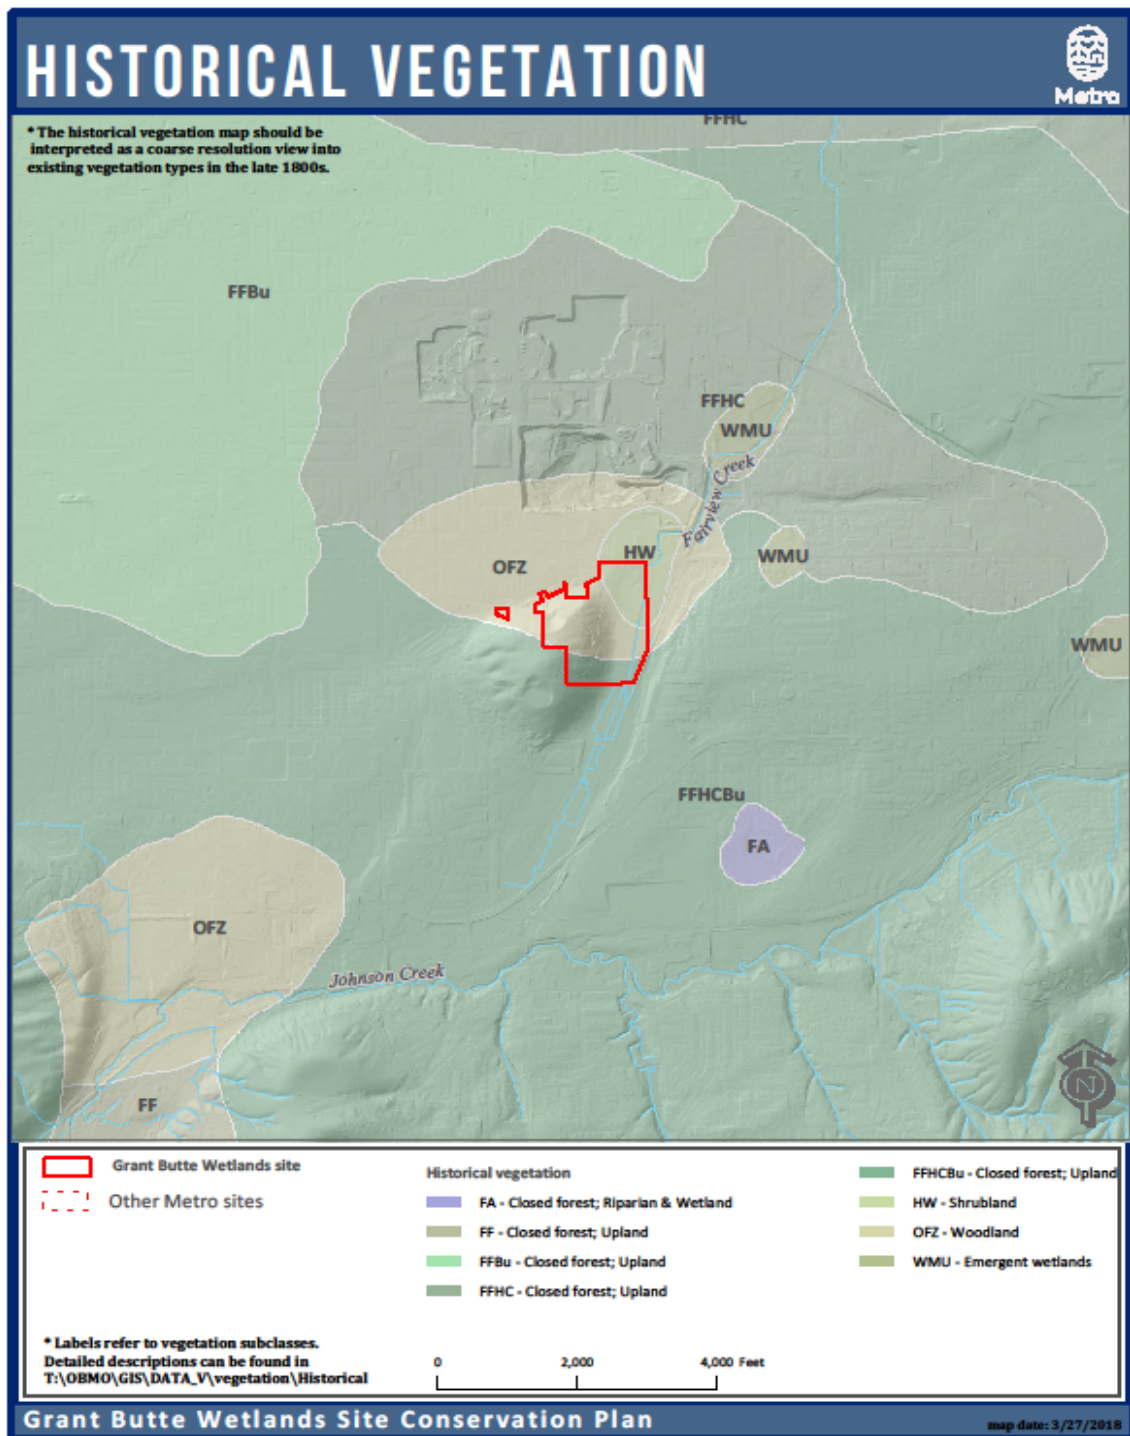 HISTORICAL VEGETATION
Metro
* The historical vegetation map should be
interpreted as a coarse resolution view into
existing vegetation types in the late 1800s.
FFHC
FFBu
FFHC
WMU
Fairview Creek
HW
WMU
OFZ
WMU
FFHCBu
FA
OFZ
Johnson Creek
FF
N
Grant Butte Wetlands site
Other Metro sites
Historical vegetation
FA - Closed forest; Riparian & Wetland
FF - Closed forest; Upland
FFBu - Closed forest; Upland
FFHC - Closed forest; Upland
FFHCBu - Closed forest; Upland
HW - Shrubland
OFZ - Woodland
WMU - Emergent wetlands
* Labels refer to vegetation subclasses.
Detailed descriptions can be found in
T:\OBMO\GIS\DATA_V\vegetation\Historical
0 2,000 4,000 Feet
Grant Butte Wetlands Site Conservation Plan
map date: 3/27/2018